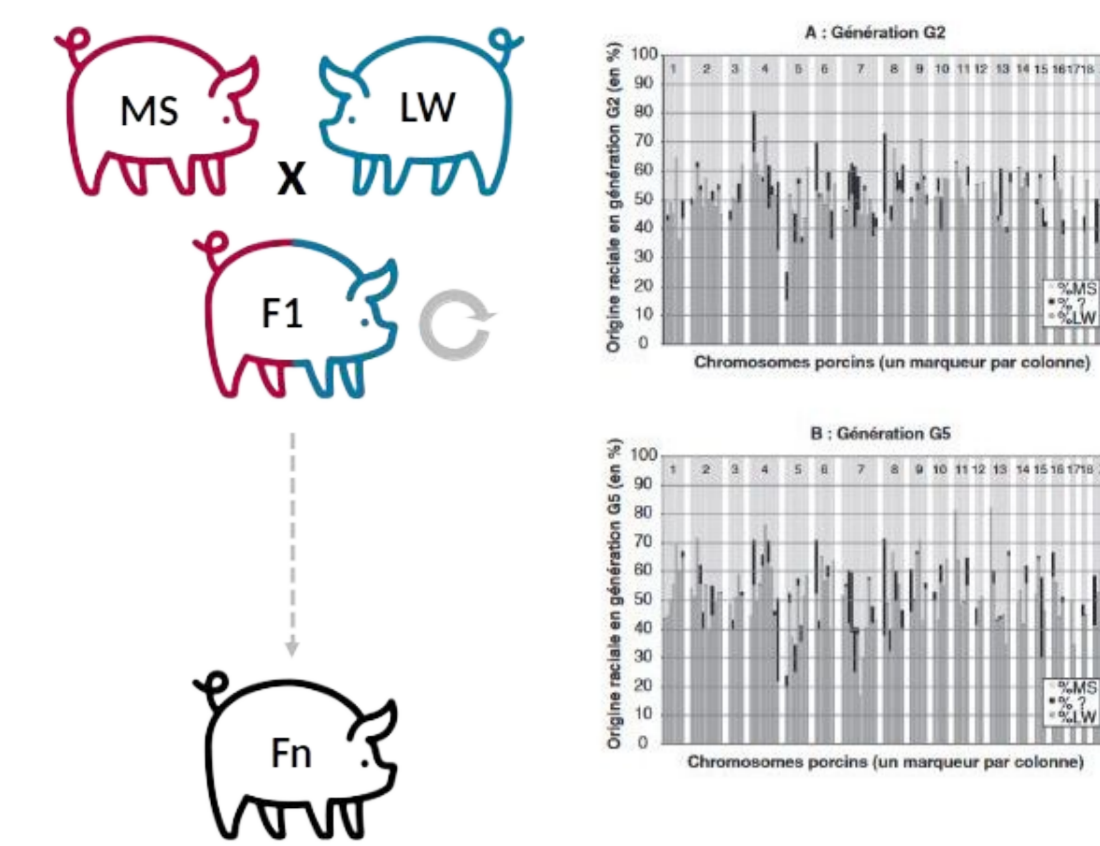 MS
LW
X
F1
Fn
A : Génération G2
Origine raciale en génération G2 (en %)
100
90
80
70
60
50
40
30
20
10
0
1 2 3 4 5 6 7 8 9 10 11 12 13 14 15 16 17 18
%MS
% ?
%LW
Chromosomes porcins (un marqueur par colonne)
B : Génération G5
Origine raciale en génération G5 (en %)
100
90
80
70
60
50
40
30
20
10
0
1 2 3 4 5 6 7 8 9 10 11 12 13 14 15 16 17 18
%MS
% ?
%LW
Chromosomes porcins (un marqueur par colonne)